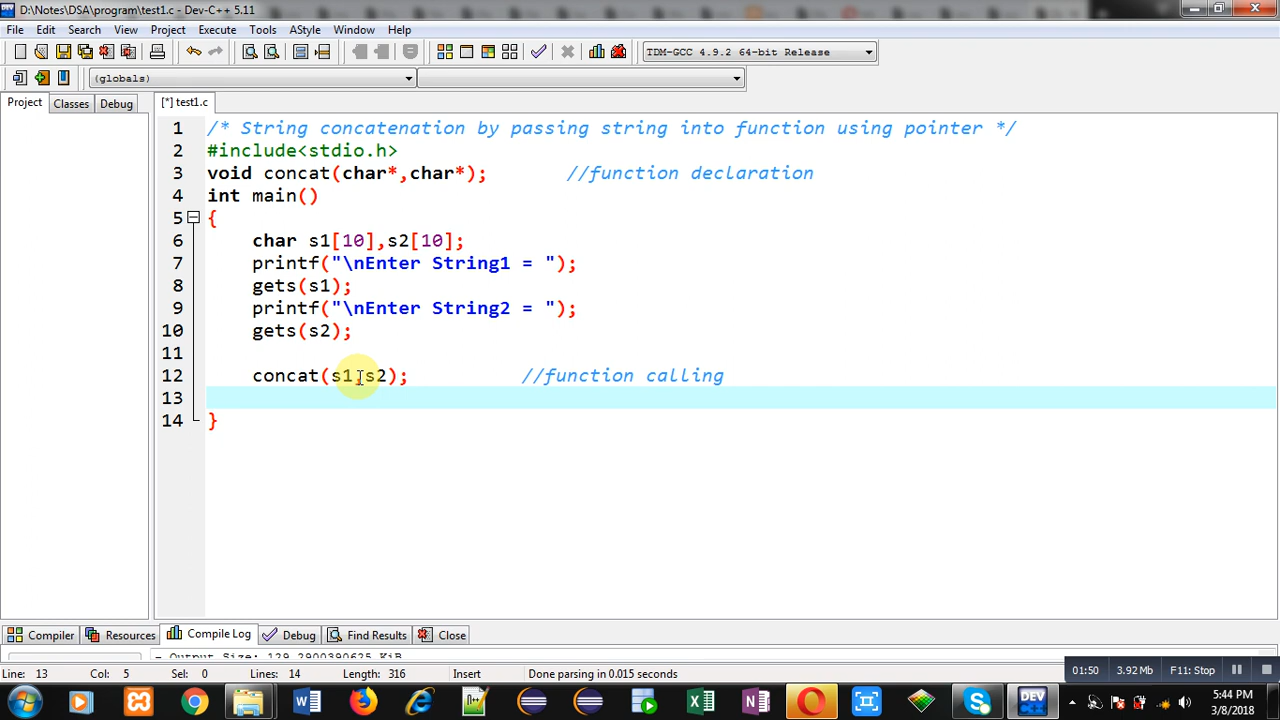 D:\Notes\DSA\program\test1.c - Dev-C++ 5.11
File Edit Search View Project Execute Tools AStyle Window Help
TDM-GCC 4.9.2 64-bit Release
(globals)
Project Classes Debug [*] test1.c
1 /* String concatenation by passing string into function using pointer */
2 #include<stdio.h>
3 void concat(char*,char*); //function declaration
4 int main()
5 {
6 char s1[10],s2[10];
7 printf("\nEnter String1 = ");
8 gets(s1);
9 printf("\nEnter String2 = ");
10 gets(s2);
11
12 concat(s1,s2); //function calling
13
14 }
Compiler Resources Compile Log Debug Find Results Close
- Output Size: 129.2900390625 KiB
Line: 13 Col: 5 Sel: 0 Lines: 14 Length: 316 Insert Done parsing in 0.015 seconds
01:50 3.92 Mb F11: Stop
DEV
5:44 PM
3/8/2018